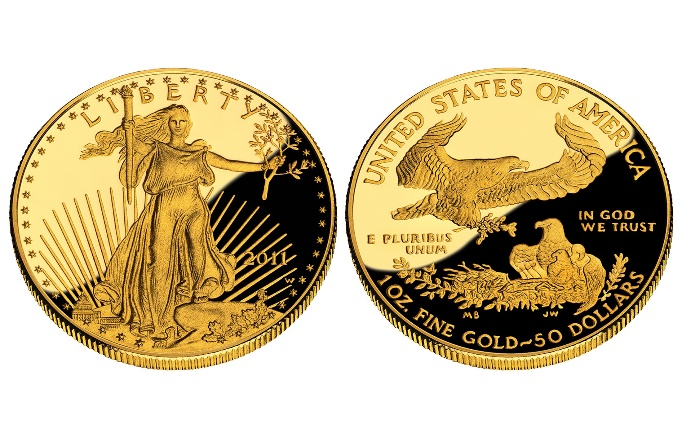 LIBERTY
2011
W
UNITED STATES OF AMERICA
E PLURIBUS
UNUM
IN GOD
WE TRUST
MB
JW
1 OZ. FINE GOLD~50 DOLLARS